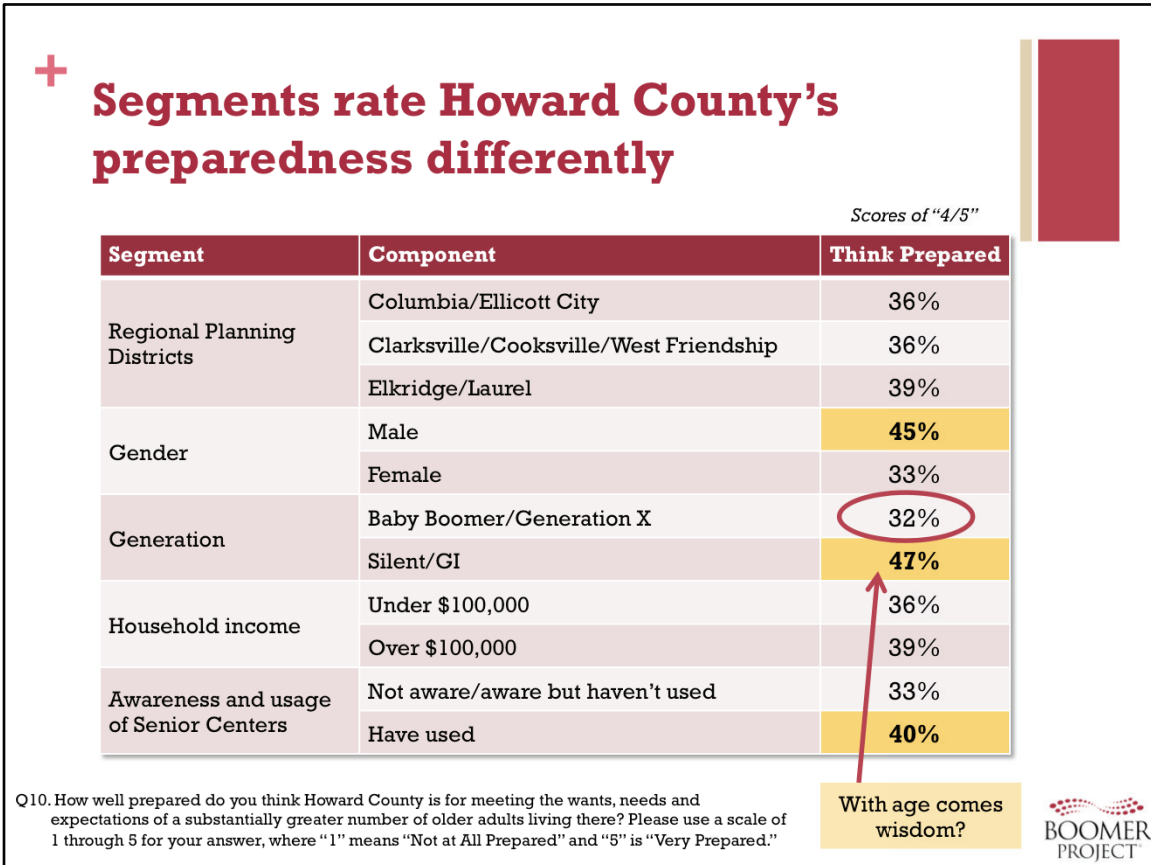 +
Segments rate Howard County’s
preparedness differently
Scores of “4/5”
Segment Component Think Prepared
Regional Planning
Districts
Columbia/Ellicott City 36%
Clarksville/Cooksville/West Friendship 36%
Elkridge/Laurel 39%
Gender
Male 45%
Female 33%
Generation
Baby Boomer/Generation X 32%
Silent/GI 47%
Household income
Under $100,000 36%
Over $100,000 39%
Awareness and usage
of Senior Centers
Not aware/aware but haven’t used 33%
Have used 40%
Q10. How well prepared do you think Howard County is for meeting the wants, needs and
expectations of a substantially greater number of older adults living there? Please use a scale of
1 through 5 for your answer, where “1” means “Not at All Prepared” and “5” is “Very Prepared.”
With age comes
wisdom?
BOOMER
PROJECT